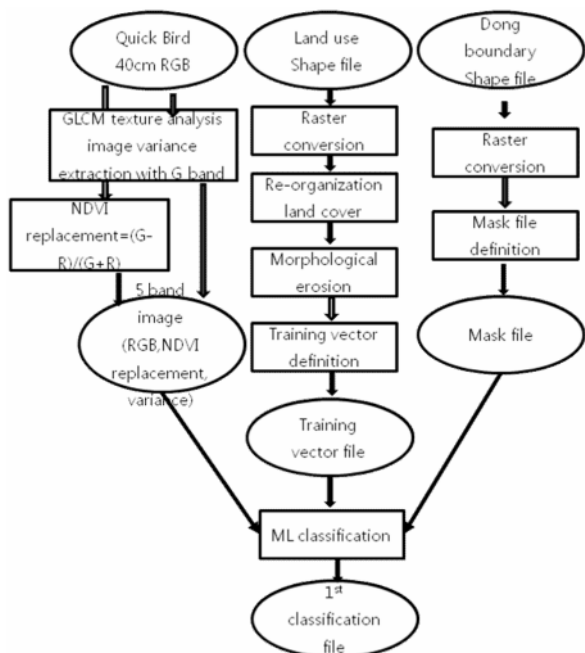 Quick Bird
40cm RGB
Land use
Shape file
Dong
boundary
Shape file
GLCM texture analysis
image variance
extraction with G band
Raster
conversion
Raster
conversion
Re-organization
land cover
NDVI
replacement=(G-
R)/(G+R)
Mask file
definition
Morphological
erosion
5 band
image
(RGB,NDVI
replacement,
variance)
Training vector
definition
Mask file
Training
vector file
ML classification
1st
classification
file